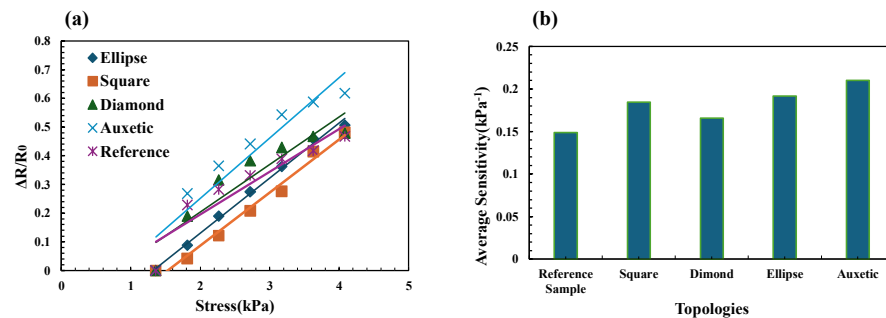 (a)
0.8
0.7
0.6
0.5
0.4
0.3
0.2
0.1
0
ΔR/R0
Ellipse
Square
Diamond
Auxetic
Reference
0 1 2 3 4 5
Stress(kPa)
(b)
0.25
0.2
0.15
0.1
0.05
0
Average Sensitivity(kPa-1)
Reference Sample Square Dimond Ellipse Auxetic
Topologies